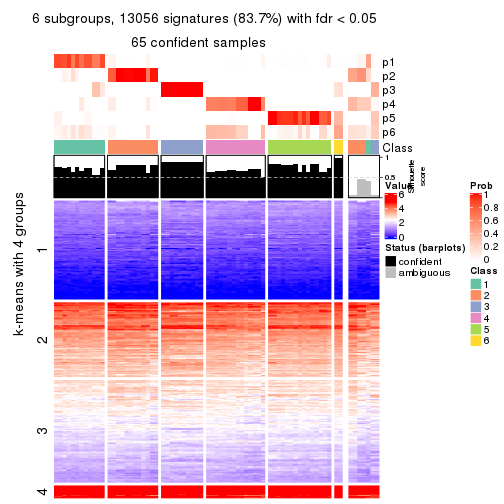 6 subgroups, 13056 signatures (83.7%) with fdr < 0.05
65 confident samples
p1
p2
p3
p4
p5
p6
Class
1
0.5
0
Silhouette
score
k-means with 4 groups
1
2
3
4
Value
6
4
2
0
Status (barplots)
confident
ambiguous
Prob
1
0.8
0.6
0.4
0.2
0
Class
1
2
3
4
5
6